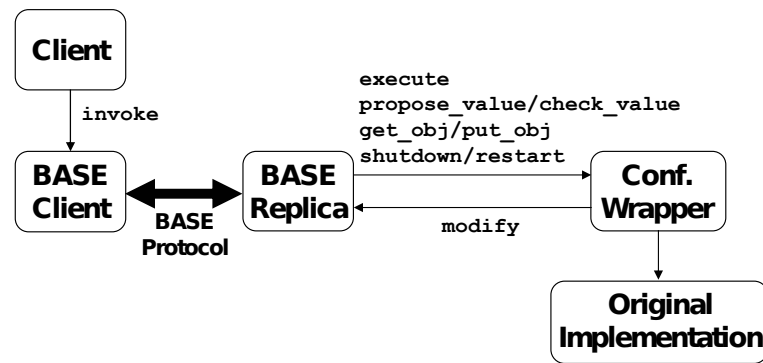 Client
invoke
execute
propose_value/check_value
get_obj/put_obj
shutdown/restart
BASE
Client
BASE
Protocol
BASE
Replica
modify
Conf.
Wrapper
Original
Implementation